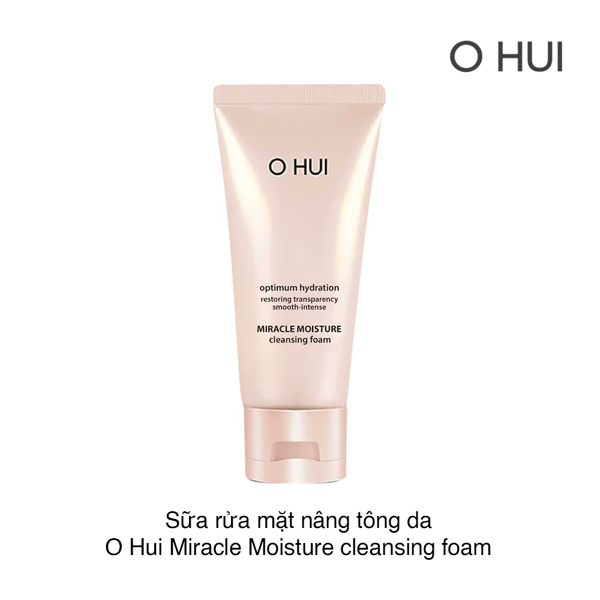 O HUI
O HUI
optimum hydration
restoring transparency
smooth-intense
MIRACLE MOISTURE
cleansing foam
Sữa rửa mặt nâng tông da
O Hui Miracle Moisture cleansing foam